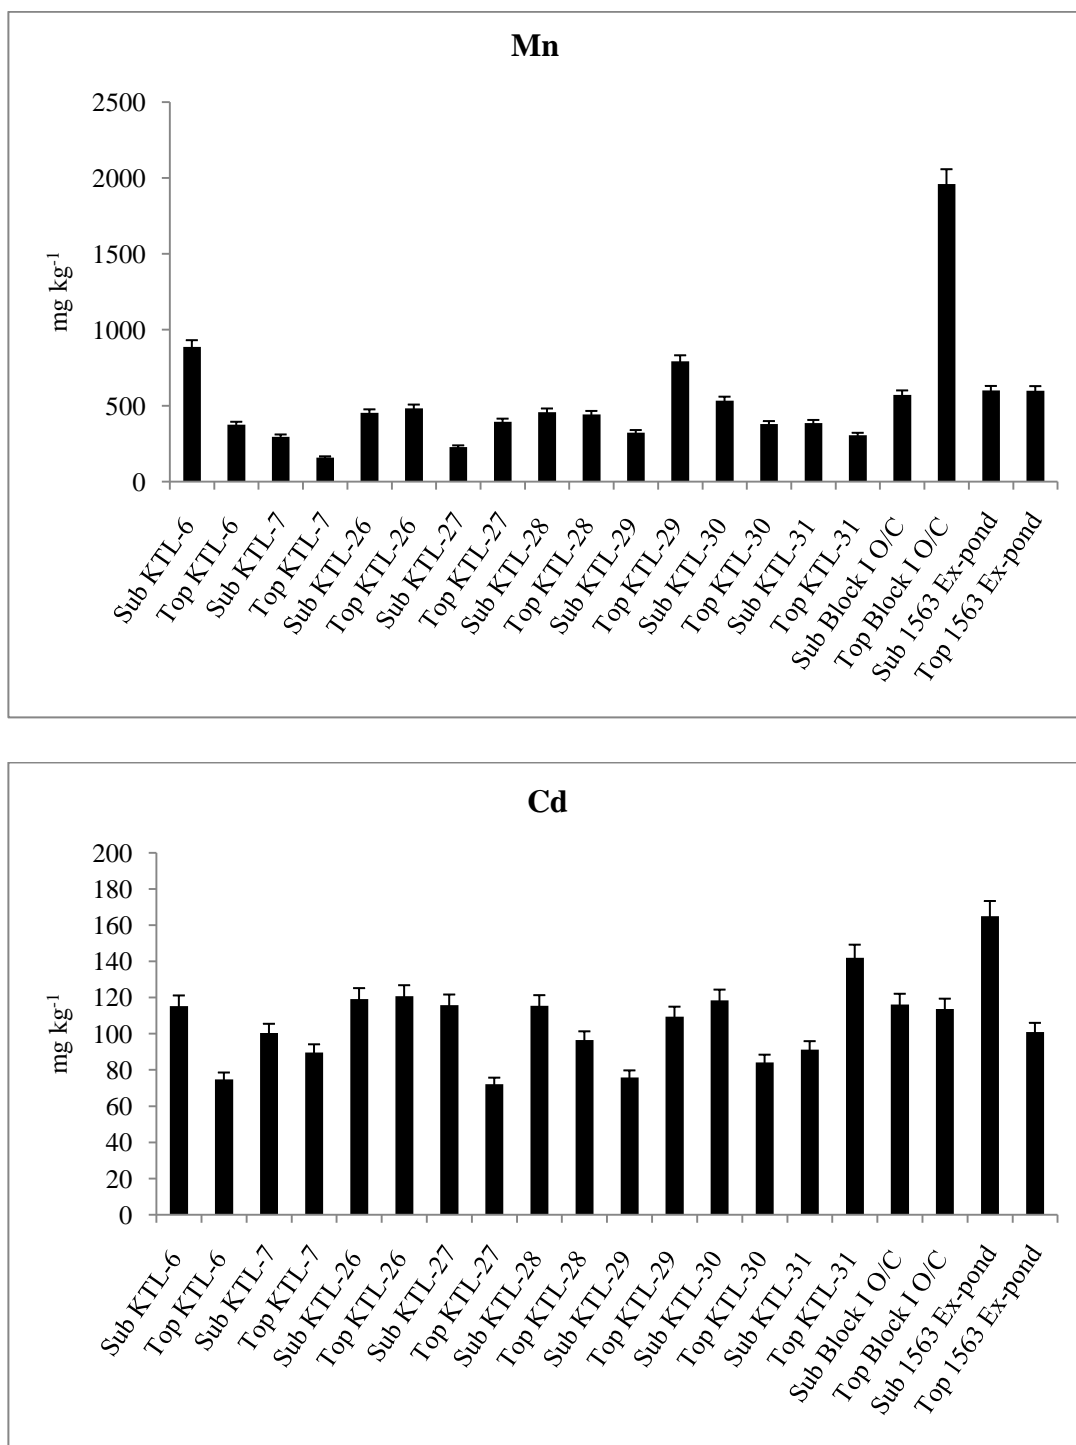 Mn
2500
2000
1500
1000
500
0
mg kg-1
Sub KTL-6
Top KTL-6
Sub KTL-7
Top KTL-7
Sub KTL-26
Top KTL-26
Sub KTL-27
Top KTL-27
Sub KTL-28
Top KTL-28
Sub KTL-29
Top KTL-29
Sub KTL-30
Top KTL-30
Sub KTL-31
Top KTL-31
Sub Block I O/C
Top Block I O/C
Sub 1563 Ex-pond
Top 1563 Ex-pond
Cd
200
180
160
140
120
100
80
60
40
20
0
mg kg-1
Sub KTL-6
Top KTL-6
Sub KTL-7
Top KTL-7
Sub KTL-26
Top KTL-26
Sub KTL-27
Top KTL-27
Sub KTL-28
Top KTL-28
Sub KTL-29
Top KTL-29
Sub KTL-30
Top KTL-30
Sub KTL-31
Top KTL-31
Sub Block I O/C
Top Block I O/C
Sub 1563 Ex-pond
Top 1563 Ex-pond